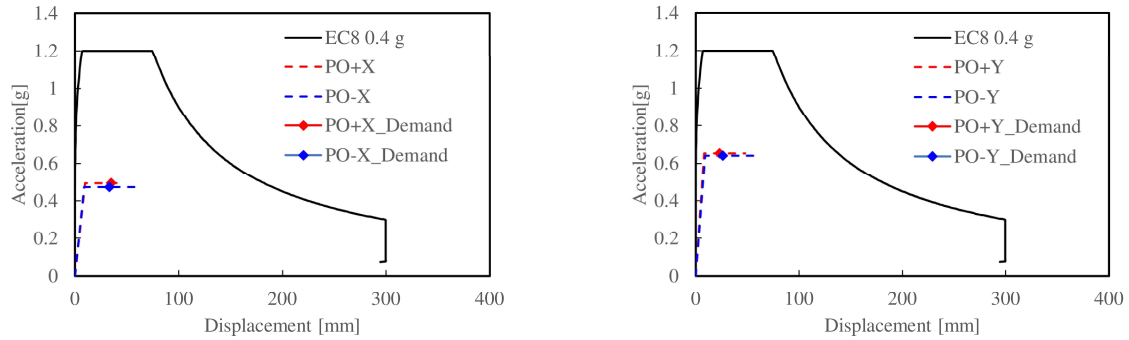 1.4
1.2
1
0.8
0.6
0.4
0.2
0
0 100 200 300 400
Acceleration[g]
Displacement [mm]
EC8 0.4 g
PO+X
PO-X
PO+X_Demand
PO-X_Demand
1.4
1.2
1
0.8
0.6
0.4
0.2
0
0 100 200 300 400
Acceleration[g]
Displacement [mm]
EC8 0.4 g
PO+Y
PO-Y
PO+Y_Demand
PO-Y_Demand